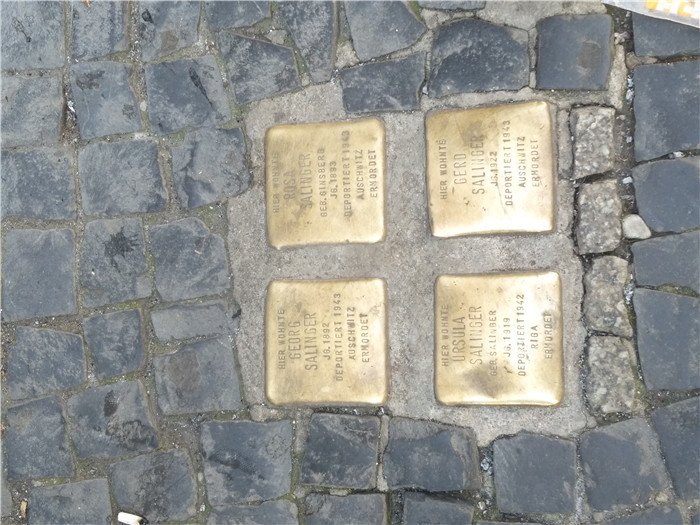 HIER WOHNTE
GEORG
SALINGER
JG. 1892
DEPORTIERT 1943
AUSCHWITZ
ERMORDET
HIER WOHNTE
SALINGER
GEB. GINSBERG
JG. 1893
DEPORTIERT 1943
AUSCHWITZ
ERMORDET
HIER WOHNTE
URSULA
SALINGER
GEB. SALINGER
JG. 1919
DEPORTIERT 1942
RIGA
ERMORDET
HIER WOHNTE
GERD
SALINGER
JG. 1922
DEPORTIERT 1943
AUSCHWITZ
ERMORDET